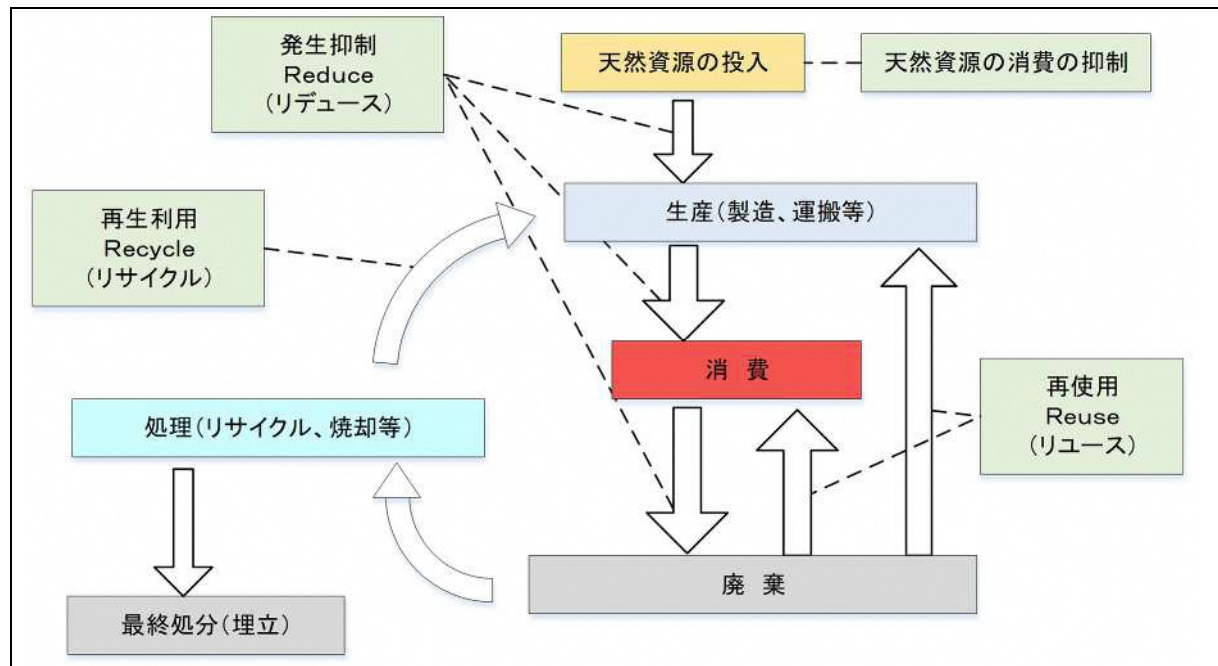 発生抑制
Reduce
(リデュース)
天然資源の投入
天然資源の消費の抑制
生産(製造、運搬等)
再生利用
Recycle
(リサイクル)
消 費
再使用
Reuse
(リユース)
処理(リサイクル、焼却等)
廃 棄
最終処分(埋立)